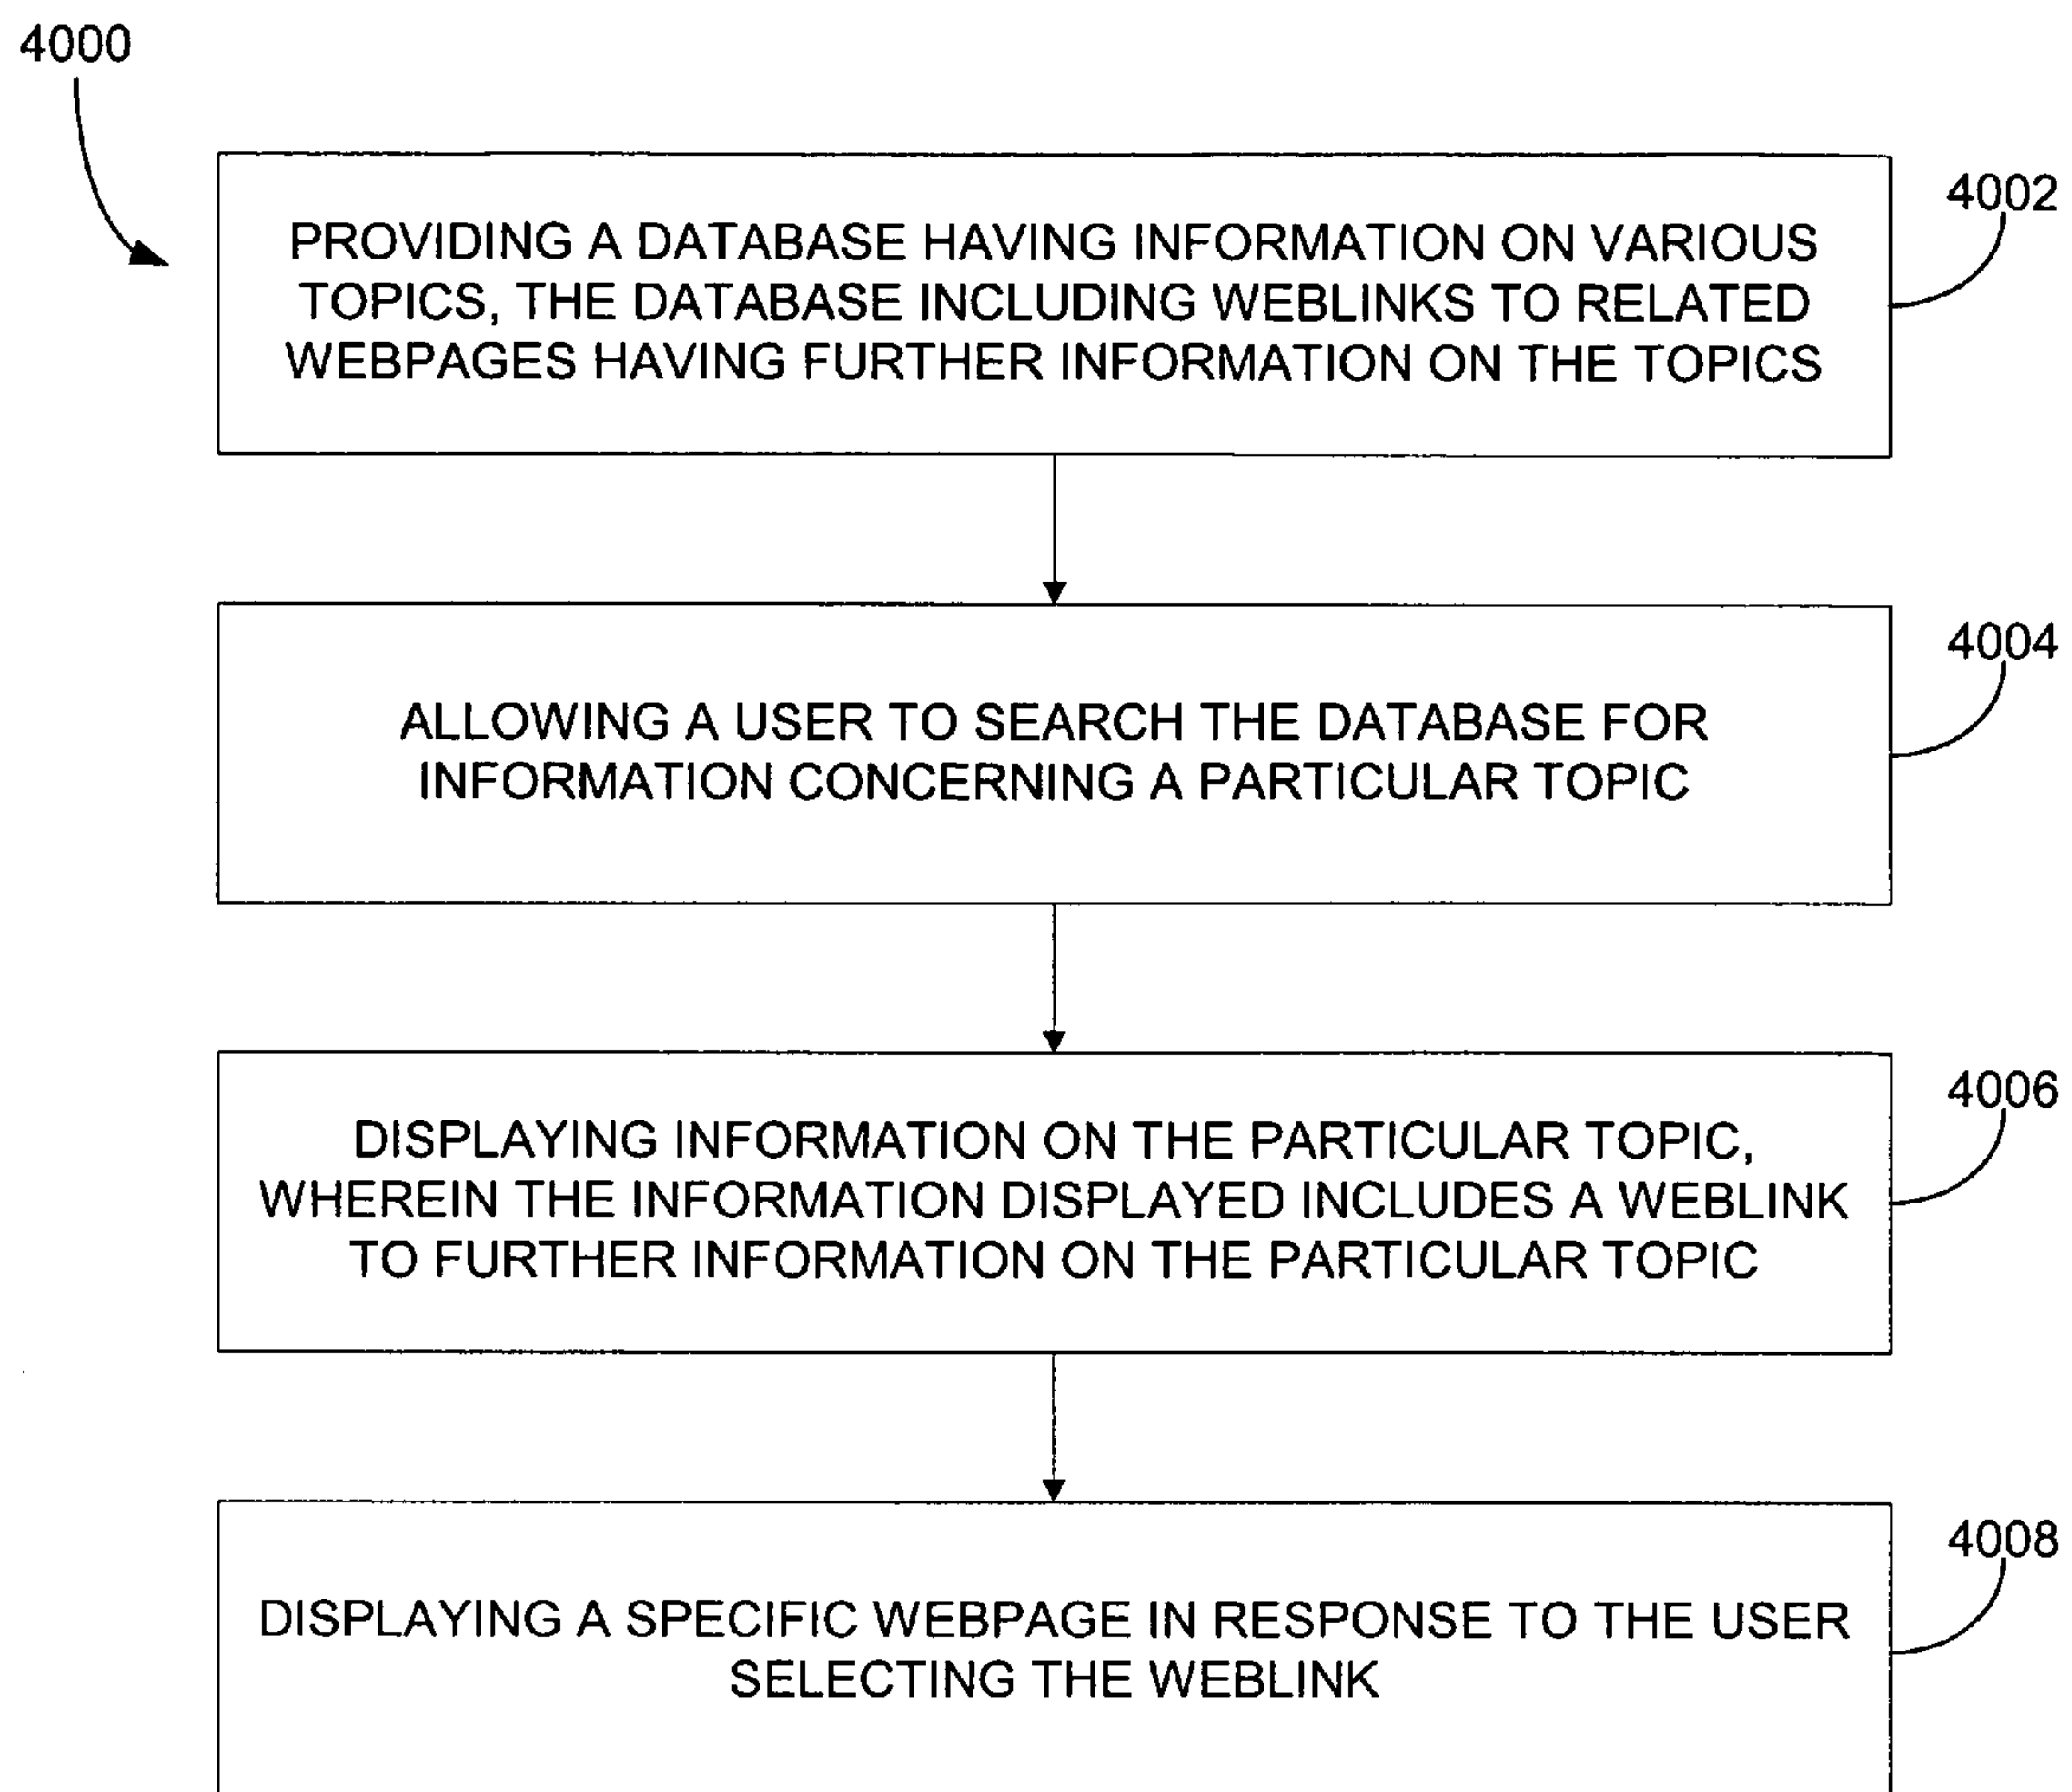 4000
4002
PROVIDING A DATABASE HAVING INFORMATION ON VARIOUS
TOPICS, THE DATABASE INCLUDING WEBLINKS TO RELATED
WEBPAGES HAVING FURTHER INFORMATION ON THE TOPICS
4004
ALLOWING A USER TO SEARCH THE DATABASE FOR
INFORMATION CONCERNING A PARTICULAR TOPIC
4006
DISPLAYING INFORMATION ON THE PARTICULAR TOPIC,
WHEREIN THE INFORMATION DISPLAYED INCLUDES A WEBLINK
TO FURTHER INFORMATION ON THE PARTICULAR TOPIC
4008
DISPLAYING A SPECIFIC WEBPAGE IN RESPONSE TO THE USER
SELECTING THE WEBLINK